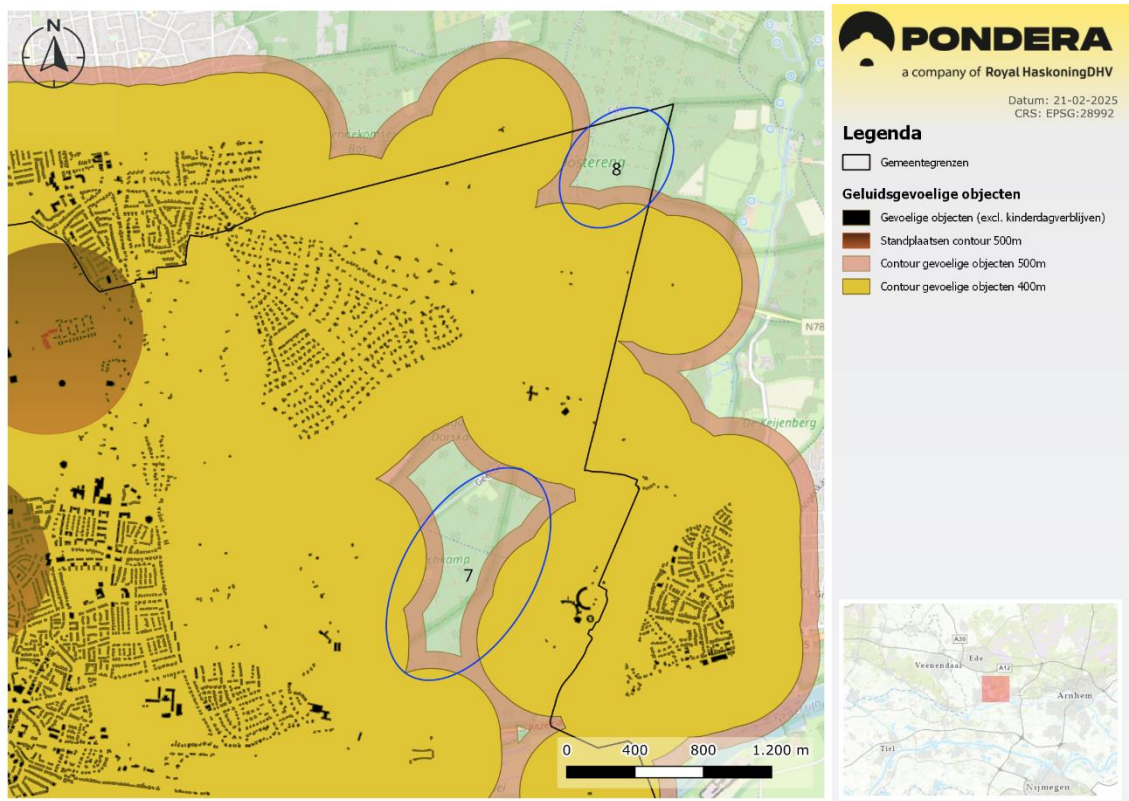 N
PONDERA
a company of Royal HaskoningDHV
Datum: 21-02-2025
CRS: EPSG:28992
Legenda
Gemeentegrenzen
Geluidsgevoelige objecten
Gevoelige objecten (excl. kinderdagverblijven)
Standplaatsen contour 500m
Contour gevoelige objecten 500m
Contour gevoelige objecten 400m
Bos
8
N78
De Keijenberg
7
0 400 800 1.200 m
A30
Ede
Veenendaal
A12
Arnhem
Tiel
Nijmegen